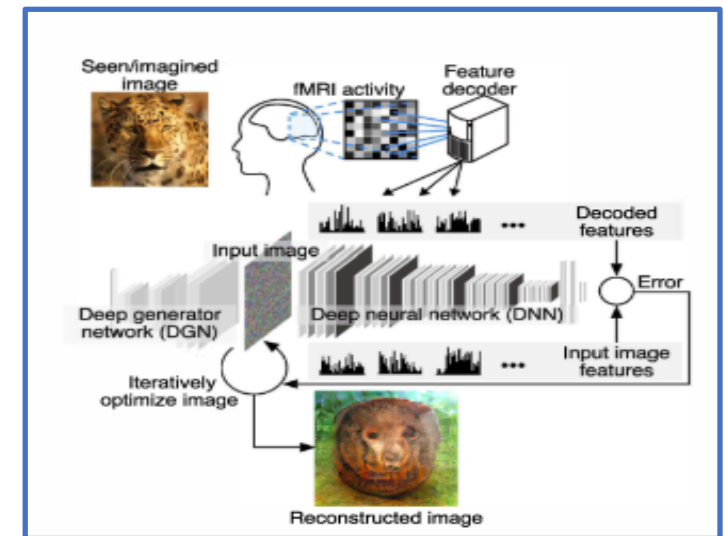 Seen/imagined
image
fMRI activity
Feature
decoder
Decoded
features
Input image
Deep generator
network (DGN)
Deep neural network (DNN)
Error
Input image
features
Iteratively
optimize image
Reconstructed image